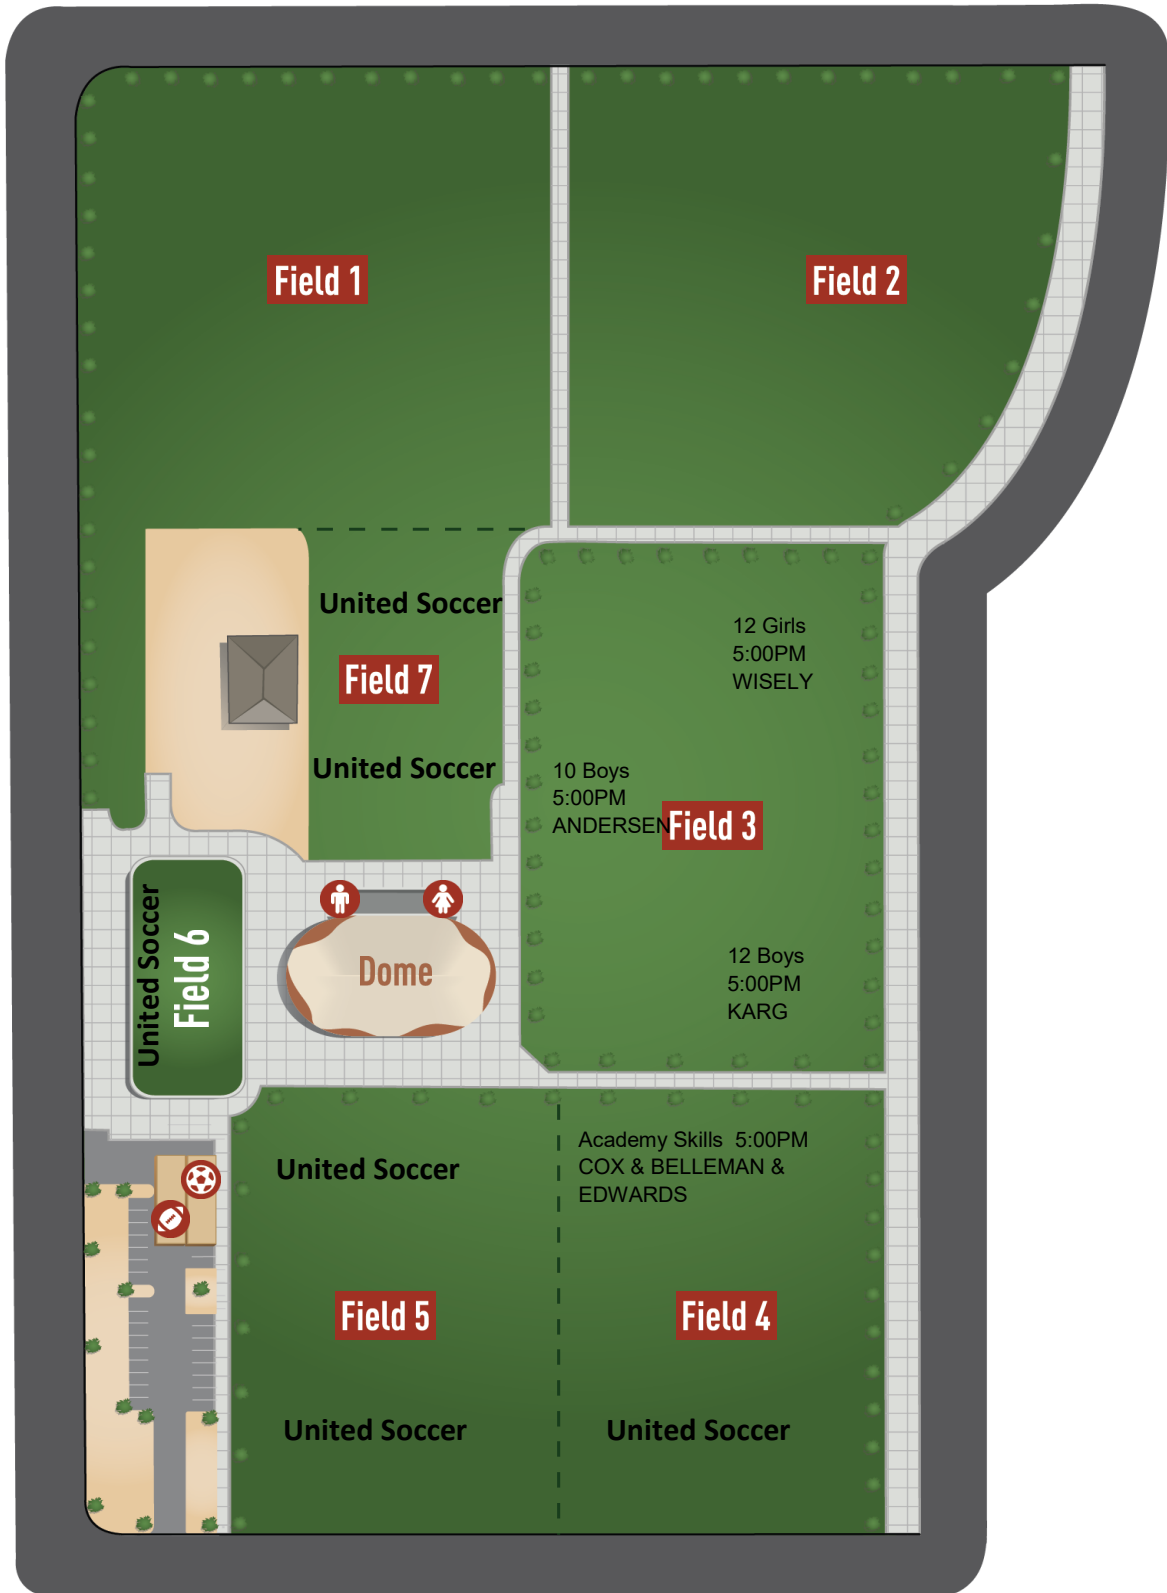 Field 1
Field 2
United Soccer
Field 7
United Soccer
12 Girls
5:00PM
WISELY
10 Boys
5:00PM
ANDERSEN
Field 3
12 Boys
5:00PM
KARG
United Soccer
Field 6
Dome
United Soccer
Field 5
United Soccer
Academy Skills 5:00PM
COX & BELLEMAN &
EDWARDS
Field 4
United Soccer